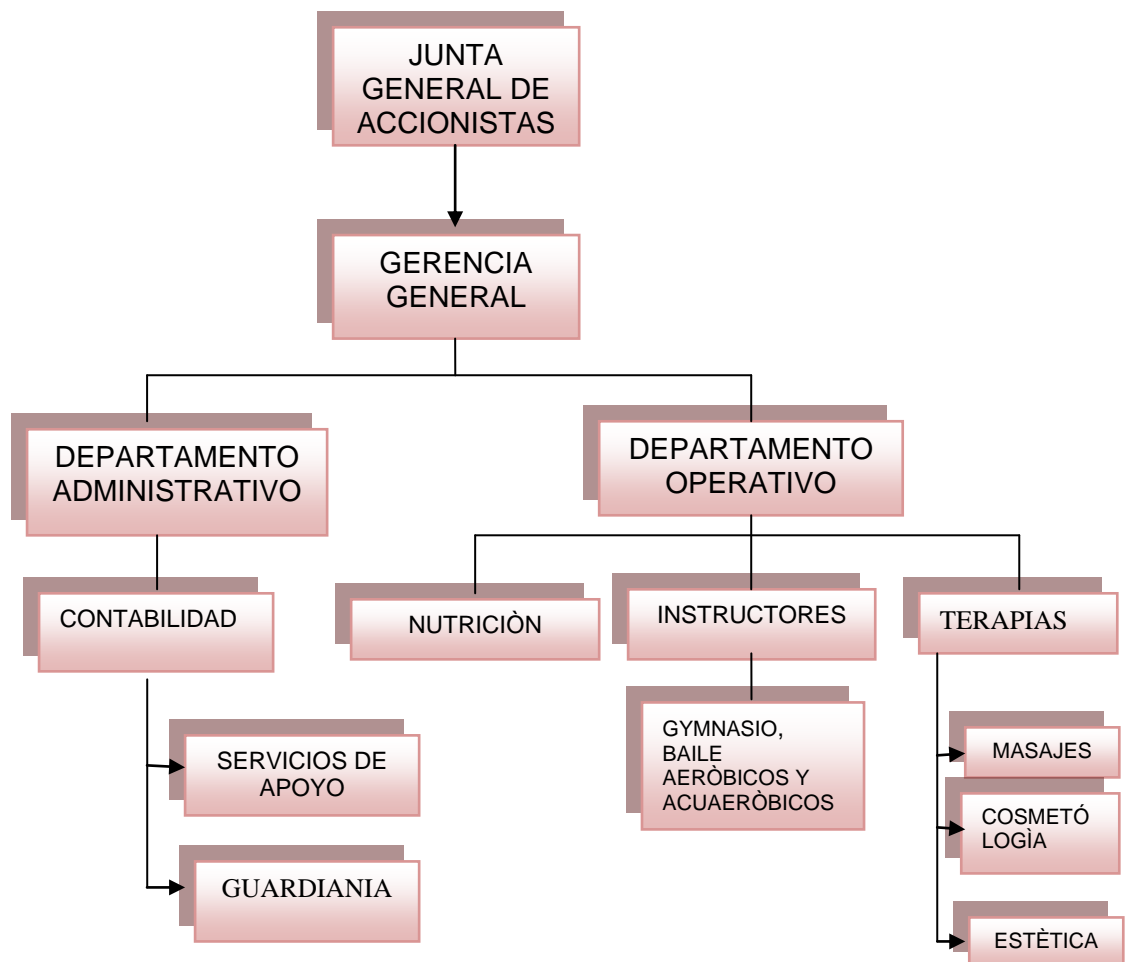 JUNTA
GENERAL DE
ACCIONISTAS
GERENCIA
GENERAL
DEPARTAMENTO
ADMINISTRATIVO
DEPARTAMENTO
OPERATIVO
CONTABILIDAD
NUTRICIÒN
INSTRUCTORES
TERAPIAS
SERVICIOS DE
APOYO
GUARDIANIA
GYMNASIO,
BAILE
AERÒBICOS Y
ACUAERÒBICOS
MASAJES
COSMETÓ
LOGÌA
ESTÈTICA